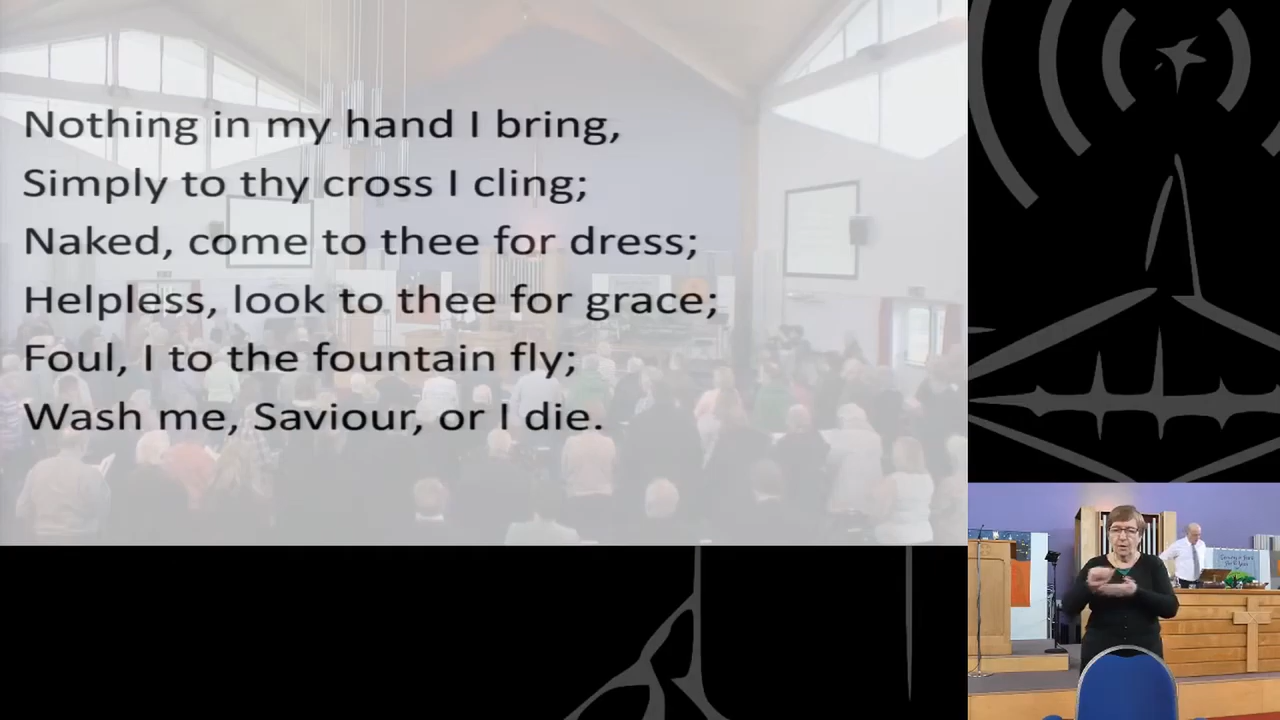 Nothing in my hand I bring,
Simply to thy cross I cling;
Naked, come to thee for dress;
Helpless, look to thee for grace;
Foul, I to the fountain fly;
Wash me, Saviour, or I die.